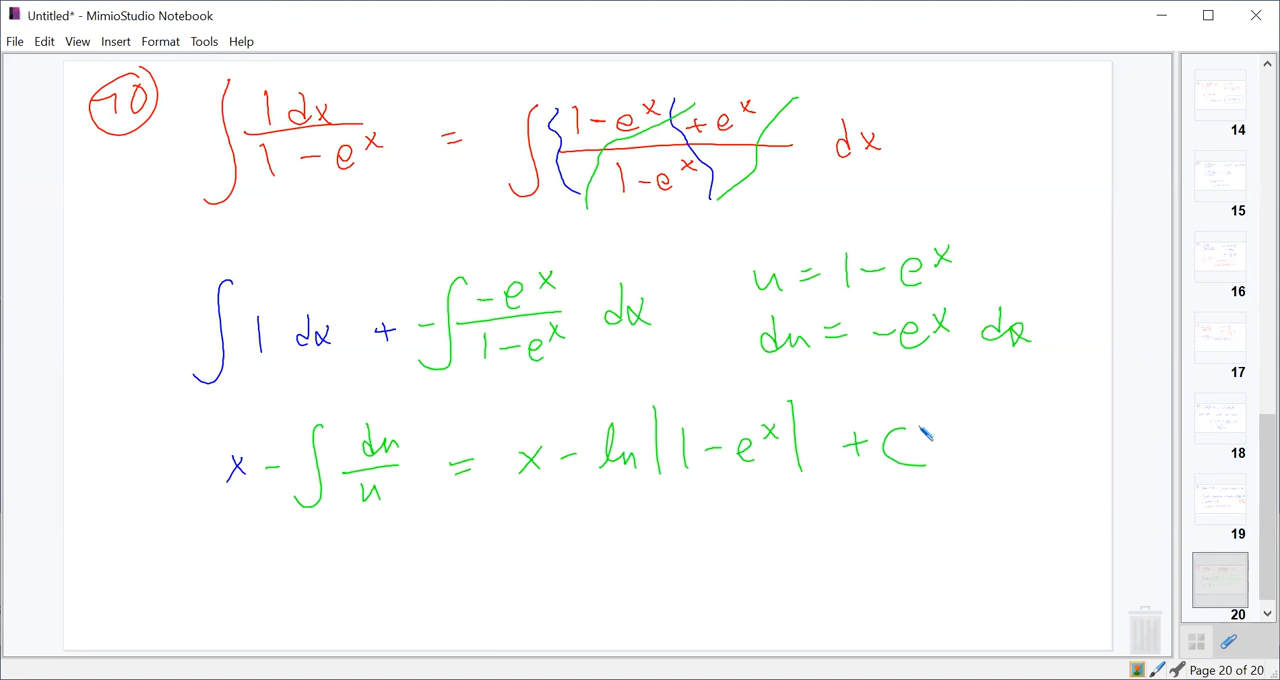 Untitled* - MimioStudio Notebook
File Edit View Insert Format Tools Help
70 ∫ 1 dx / (1 - e^x) = ∫ (1 - e^x + e^x) / (1 - e^x) dx
u = 1 - e^x
∫ 1 dx + - ∫ -e^x / (1 - e^x) dx
du = -e^x dx
x - ∫ du/u = x - ln|1 - e^x| + C
14
15
16
17
18
19
20
Page 20 of 20